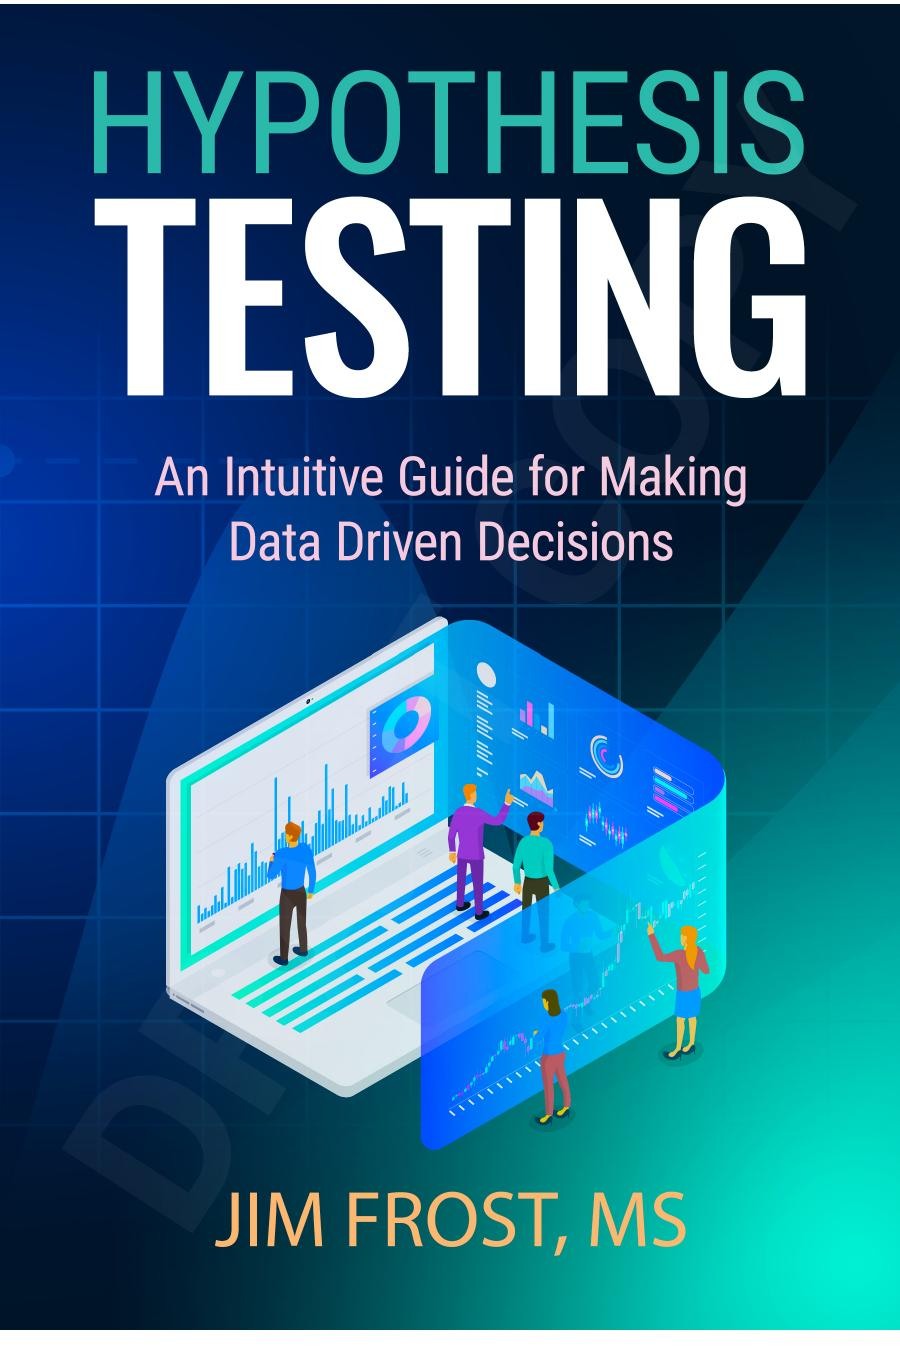 HYPOTHESIS
TESTING
An Intuitive Guide for Making
Data Driven Decisions
JIM FROST, MS